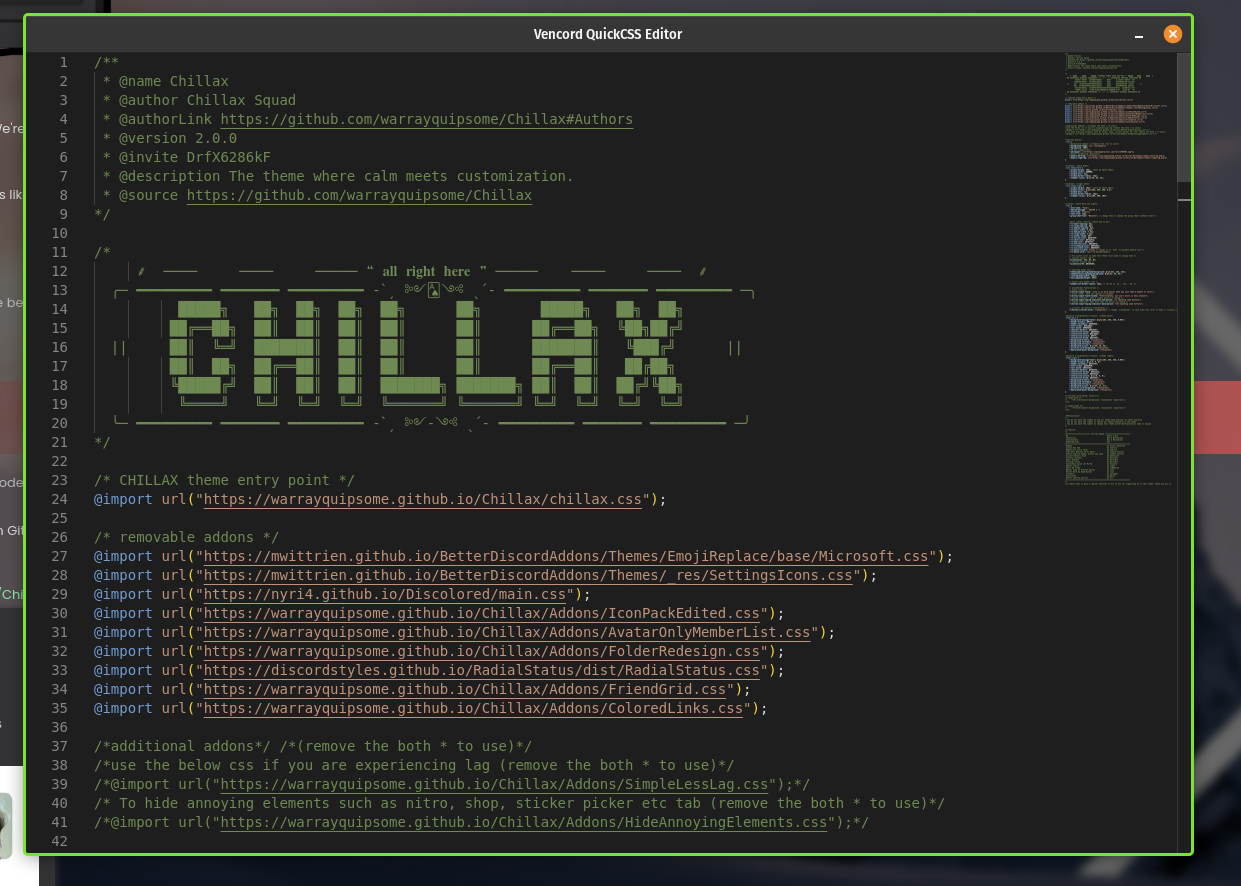 Vencord QuickCSS Editor
1 /**
2 * @name Chillax
3 * @author Chillax Squad
4 * @authorLink https://github.com/warrayquipsome/Chillax#Authors
5 * @version 2.0.0
6 * @invite DrfX6286kF
7 * @description The theme where calm meets customization.
8 * @source https://github.com/warrayquipsome/Chillax
9 */
10
11 /*
12 “ all right here ”
13
14
15
16 || CHILLAX ||
17
18
19
20
21 */
22
23 /* CHILLAX theme entry point */
24 @import url("https://warrayquipsome.github.io/Chillax/chillax.css");
25
26 /* removable addons */
27 @import url("https://mwittrien.github.io/BetterDiscordAddons/Themes/EmojiReplace/base/Microsoft.css");
28 @import url("https://mwittrien.github.io/BetterDiscordAddons/Themes/_res/SettingsIcons.css");
29 @import url("https://nyri4.github.io/Discolored/main.css");
30 @import url("https://warrayquipsome.github.io/Chillax/Addons/IconPackEdited.css");
31 @import url("https://warrayquipsome.github.io/Chillax/Addons/AvatarOnlyMemberList.css");
32 @import url("https://warrayquipsome.github.io/Chillax/Addons/FolderRedesign.css");
33 @import url("https://discordstyles.github.io/RadialStatus/dist/RadialStatus.css");
34 @import url("https://warrayquipsome.github.io/Chillax/Addons/FriendGrid.css");
35 @import url("https://warrayquipsome.github.io/Chillax/Addons/ColoredLinks.css");
36
37 /*additional addons*/ /*(remove the both * to use)*/
38 /*use the below css if you are experiencing lag (remove the both * to use)*/
39 /*@import url("https://warrayquipsome.github.io/Chillax/Addons/SimpleLessLag.css");*/
40 /* To hide annoying elements such as nitro, shop, sticker picker etc tab (remove the both * to use)*/
41 /*@import url("https://warrayquipsome.github.io/Chillax/Addons/HideAnnoyingElements.css");*/
42